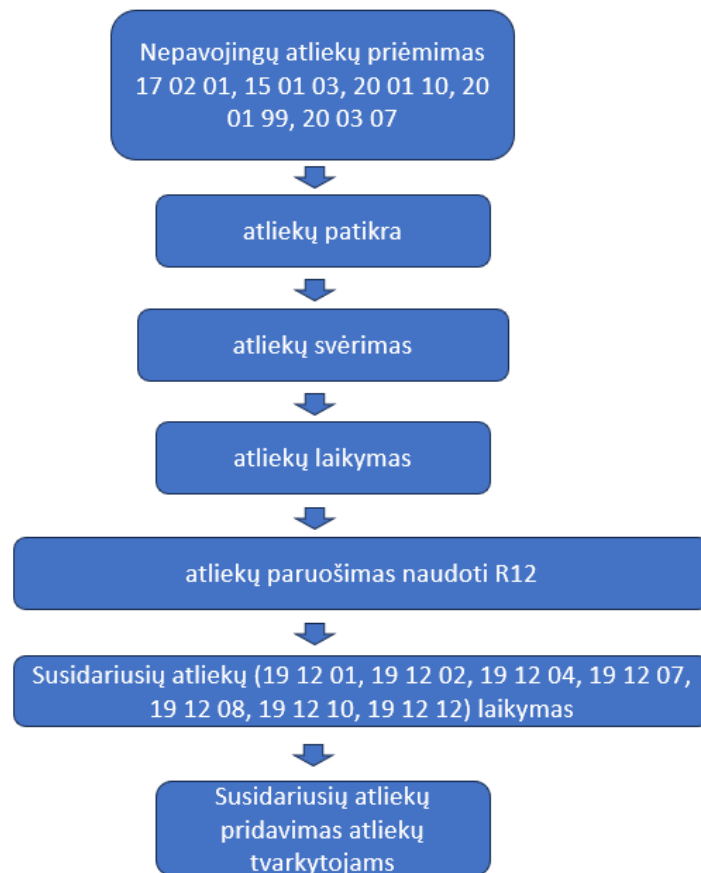 Nepavojingų atliekų priėmimas
17 02 01, 15 01 03, 20 01 10, 20
01 99, 20 03 07
atliekų patikra
atliekų svėrimas
atliekų laikymas
atliekų paruošimas naudoti R12
Susidariusių atliekų (19 12 01, 19 12 02, 19 12 04, 19 12 07,
19 12 08, 19 12 10, 19 12 12) laikymas
Susidariusių atliekų
pridavimas atliekų
tvarkytojams